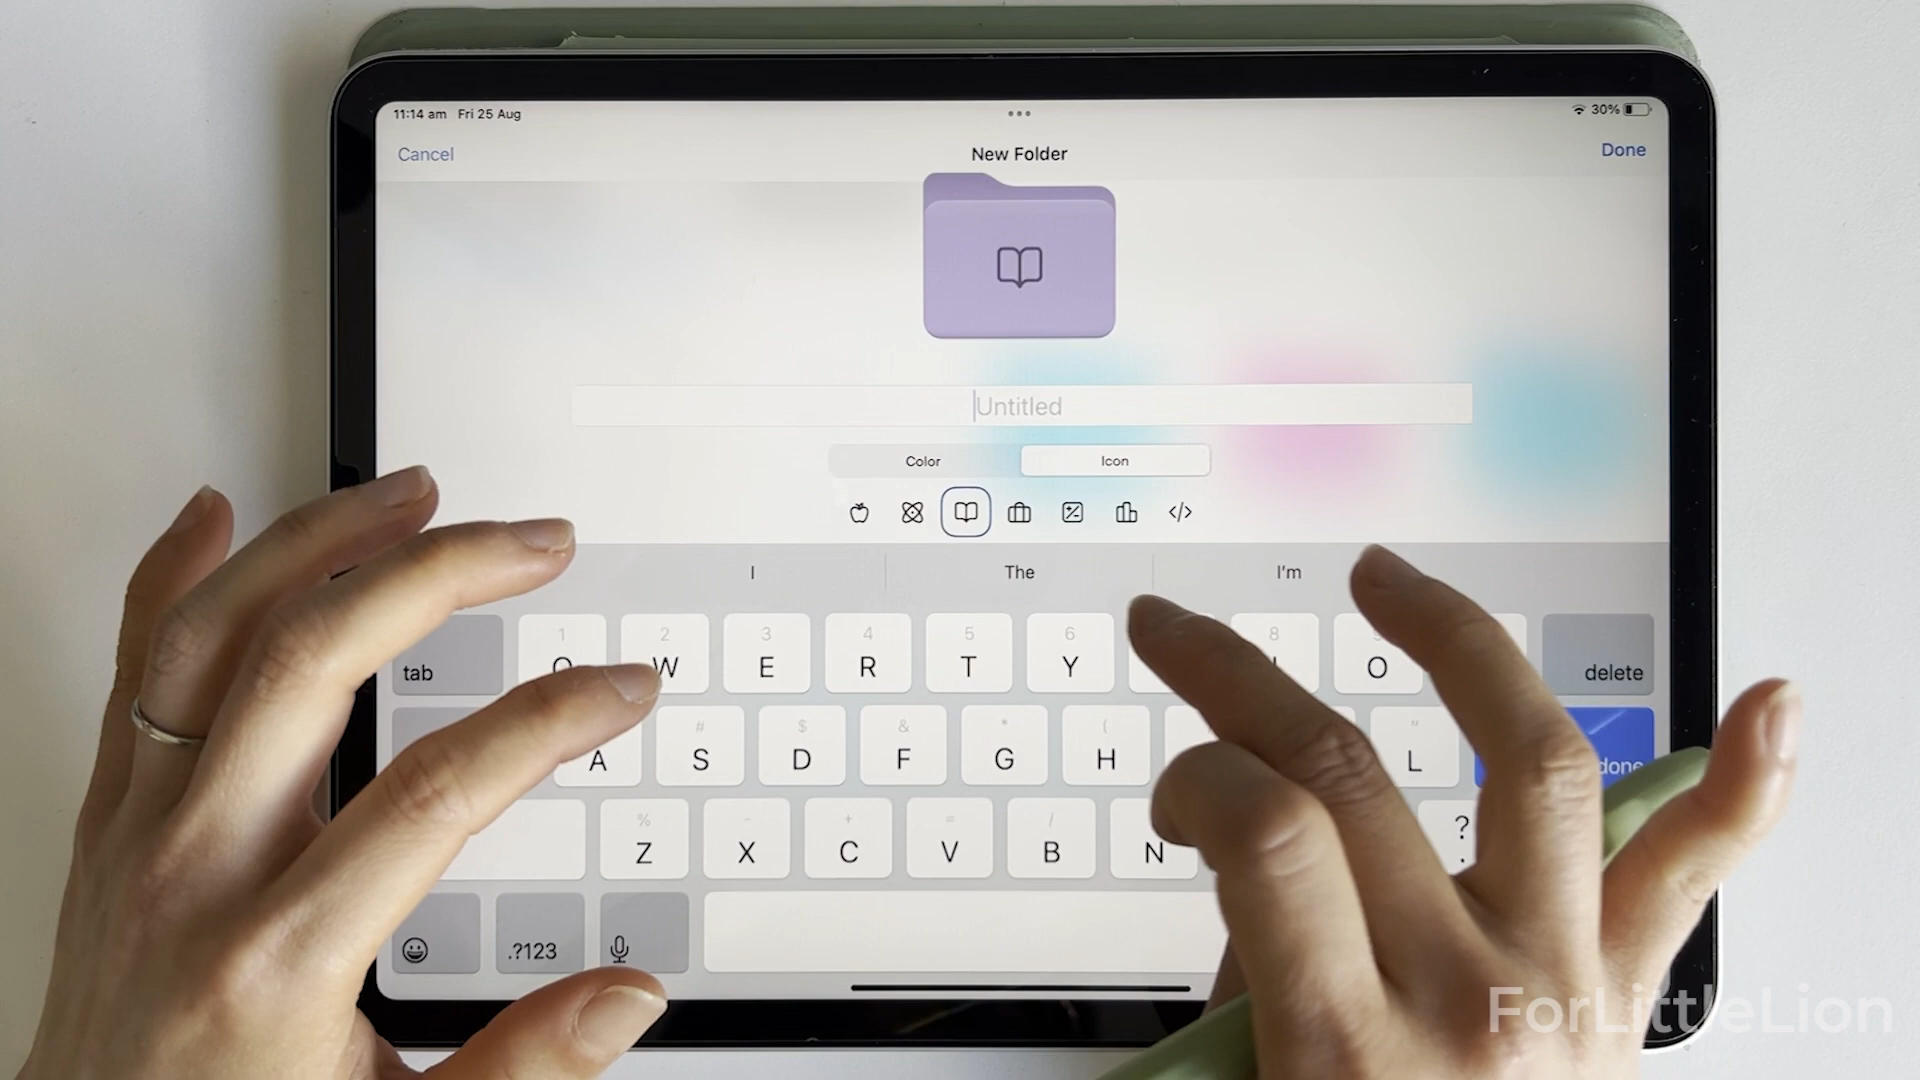 11:14 am Fri 25 Aug
30%
Cancel
New Folder
Done
Untitled
Color
Icon
</>
I
The
I'm
1 2 3 4 5 6 8
tab
W E R T Y O
delete
# $ & * ( "
A S D F G H L
done
% - + = / ?
Z X C V B N .
.?123
ForLittleLion